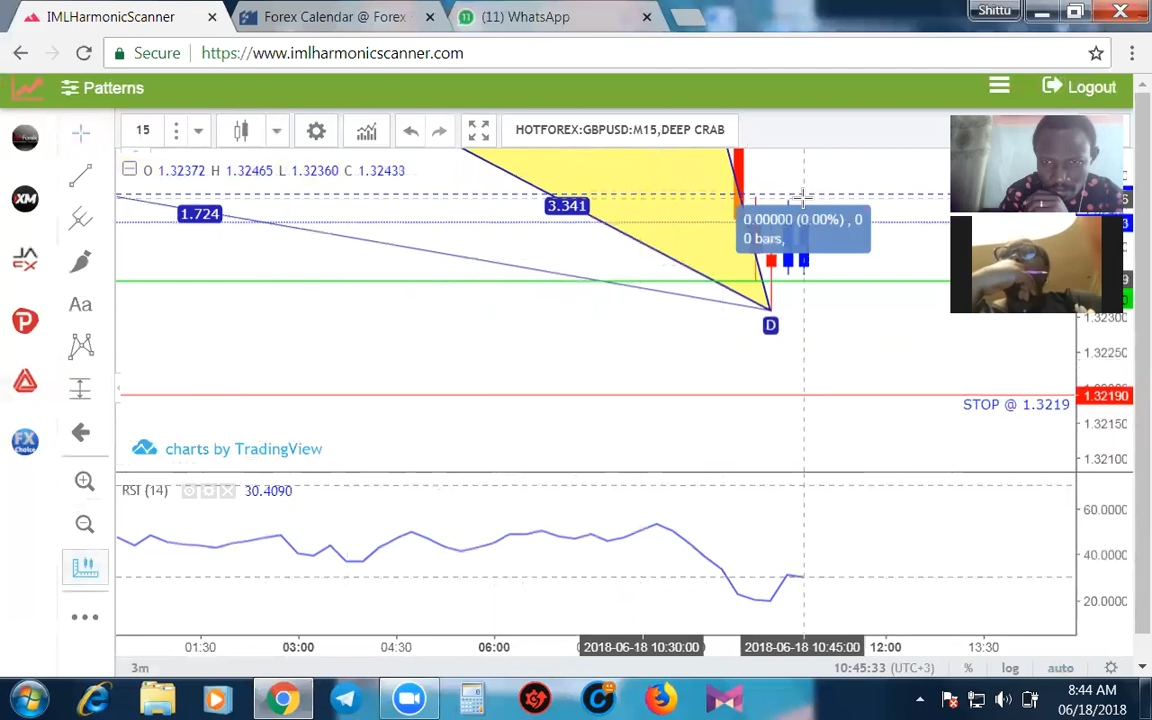 IMLHarmonicScanner
Forex Calendar @ Forex
(11) WhatsApp
Shittu
Secure
https://www.imlharmonicscanner.com
Patterns
Logout
15
HOTFOREX:GBPUSD:M15,DEEP CRAB
O 1.32372 H 1.32465 L 1.32360 C 1.32433
XM
1.724
3.341
0.00000 (0.00%) , 0
0 bars,
Aa
D
1.32300
1.32250
1.32190
STOP @ 1.3219
1.32150
1.32100
FX
Choice
charts by TradingView
RSI (14)
30.4090
60.0000
40.0000
20.0000
01:30
03:00
04:30
06:00
2018-06-18 10:30:00
2018-06-18 10:45:00
12:00
13:30
3m
10:45:33 (UTC+3)
%
log
auto
8:44 AM
06/18/2018